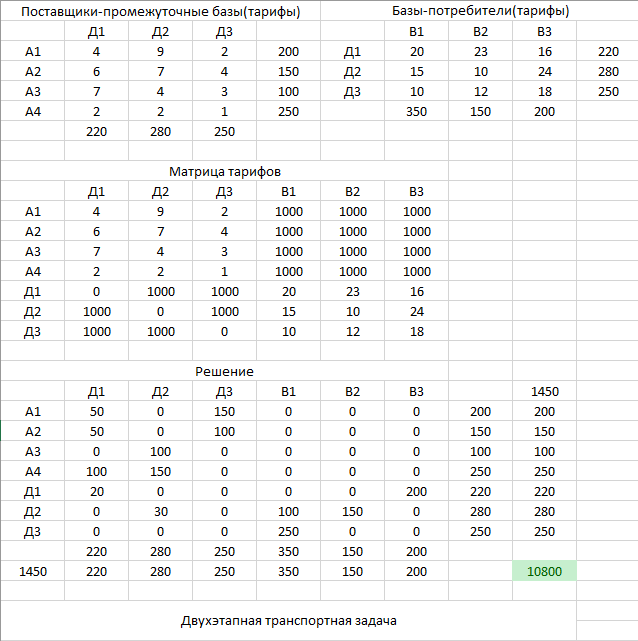 Поставщики-промежуточные базы(тарифы) Базы-потребители(тарифы)
Д1 Д2 Д3 В1 В2 В3
А1 4 9 2 200 Д1 20 23 16 220
А2 6 7 4 150 Д2 15 10 24 280
А3 7 4 3 100 Д3 10 12 18 250
А4 2 2 1 250 350 150 200
220 280 250
Матрица тарифов
Д1 Д2 Д3 В1 В2 В3
А1 4 9 2 1000 1000 1000
А2 6 7 4 1000 1000 1000
А3 7 4 3 1000 1000 1000
А4 2 2 1 1000 1000 1000
Д1 0 1000 1000 20 23 16
Д2 1000 0 1000 15 10 24
Д3 1000 1000 0 10 12 18
Решение
Д1 Д2 Д3 В1 В2 В3 1450
А1 50 0 150 0 0 0 200 200
А2 50 0 100 0 0 0 150 150
А3 0 100 0 0 0 0 100 100
А4 100 150 0 0 0 0 250 250
Д1 20 0 0 0 0 200 220 220
Д2 0 30 0 100 150 0 280 280
Д3 0 0 0 250 0 0 250 250
220 280 250 350 150 200
1450 220 280 250 350 150 200 10800
Двухэтапная транспортная задача